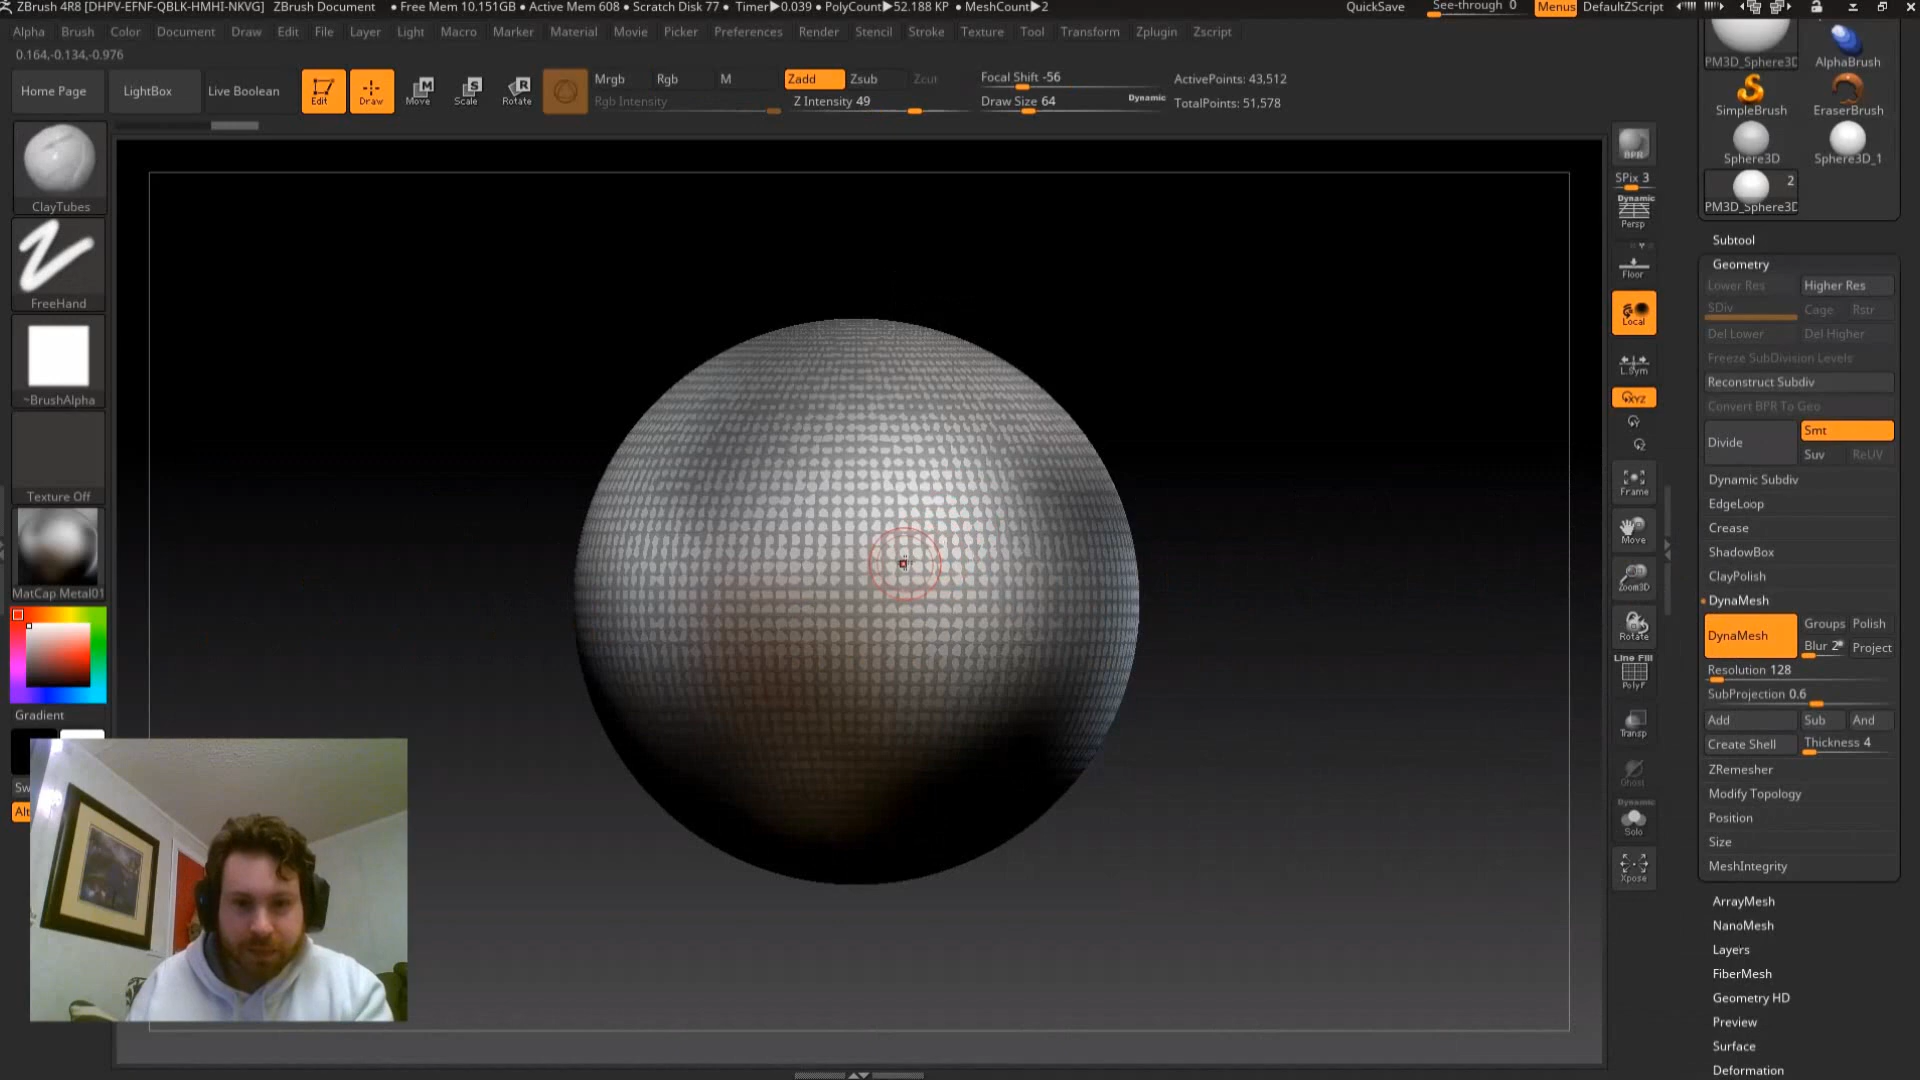 ZBrush 4R8 [DHPV-EFNF-QBLK-HMHI-NKVG] ZBrush Document • Free Mem 10.151GB • Active Mem 608 • Scratch Disk 77 • Timer▶0.039 • PolyCount▶52.188 KP • MeshCount▶2 QuickSave See-through 0 Menus DefaultZScript
Alpha Brush Color Document Draw Edit File Layer Light Macro Marker Material Movie Picker Preferences Render Stencil Stroke Texture Tool Transform Zplugin Zscript
0.164,-0.134,-0.976
Home Page LightBox Live Boolean Edit Draw Move Scale Rotate
Mrgb Rgb M Zadd Zsub Zcut Focal Shift -56 ActivePoints: 43,512
Rgb Intensity Z Intensity 49 Draw Size 64 Dynamic TotalPoints: 51,578
ClayTubes
FreeHand
~BrushAlpha
Texture Off
MatCap Metal01
Gradient
Sw
Alt
BPR
SPix 3
Dynamic
Persp
Floor
Local
L.Sym
XYZ
Y
Z
Frame
Move
Zoom3D
Rotate
Line Fill
PolyF
Transp
Ghost
Dynamic
Solo
Xpose
PM3D_Sphere3D AlphaBrush
SimpleBrush EraserBrush
Sphere3D Sphere3D_1
2
PM3D_Sphere3D
Subtool
Geometry
Lower Res Higher Res
SDiv Cage Rstr
Del Lower Del Higher
Freeze SubDivision Levels
Reconstruct Subdiv
Convert BPR To Geo
Divide Smt
Suv ReUV
Dynamic Subdiv
EdgeLoop
Crease
ShadowBox
ClayPolish
DynaMesh
DynaMesh Groups Polish
Blur 2 Project
Resolution 128
SubProjection 0.6
Add Sub And
Create Shell Thickness 4
ZRemesher
Modify Topology
Position
Size
MeshIntegrity
ArrayMesh
NanoMesh
Layers
FiberMesh
Geometry HD
Preview
Surface
Deformation